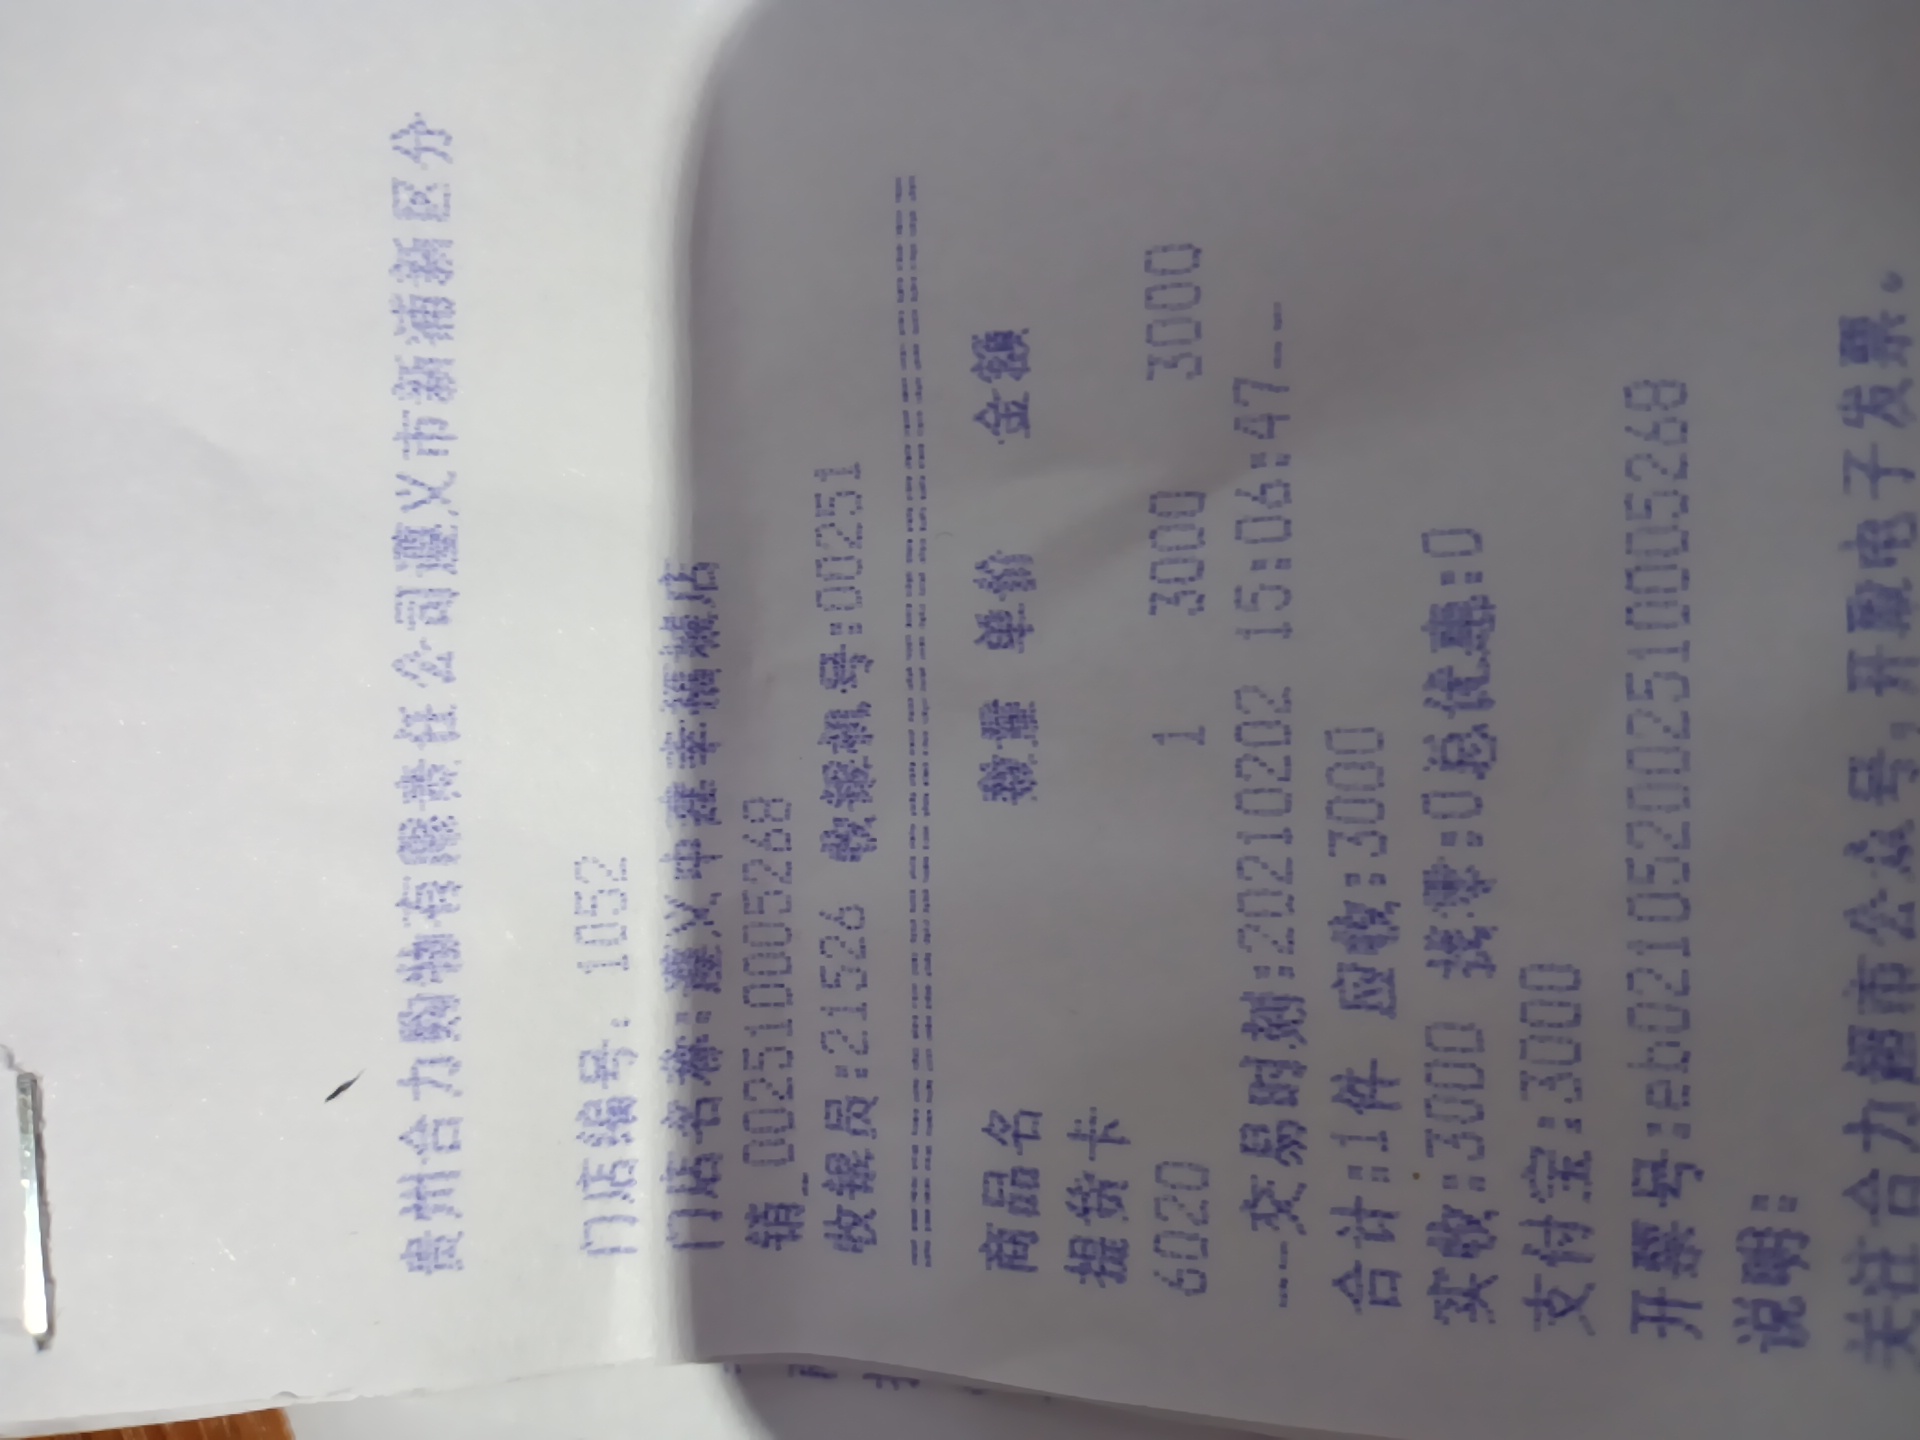 贵州合力购物有限责任公司遵义市新浦新区分
门店编号: 1052
门店名称:遵义中建幸福城店
销_002510005268
收银员:21526 收银机号:00251
========================================
商品名 数量 单价 金额
提货卡
6020 1 3000 3000
---交易时刻:20210202 15:06:47---
合计:1件 应收:3000
实收:3000 找零:0总优惠:0
支付宝:3000
开票号:eb021052002510005268
说明:
关注合力超市公众号,开取电子发票。